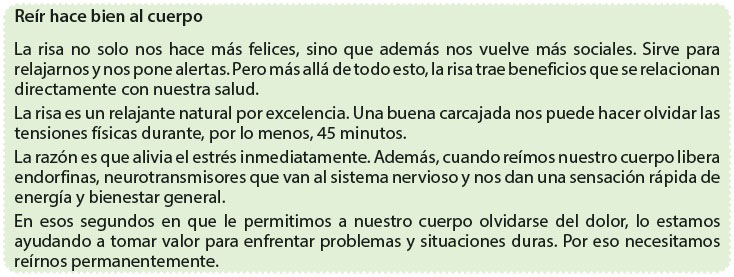 Reír hace bien al cuerpo
La risa no solo nos hace más felices, sino que además nos vuelve más sociales. Sirve para
relajarnos y nos pone alertas. Pero más allá de todo esto, la risa trae beneficios que se relacionan
directamente con nuestra salud.
La risa es un relajante natural por excelencia. Una buena carcajada nos puede hacer olvidar las
tensiones físicas durante, por lo menos, 45 minutos.
La razón es que alivia el estrés inmediatamente. Además, cuando reímos nuestro cuerpo libera
endorfinas, neurotransmisores que van al sistema nervioso y nos dan una sensación rápida de
energía y bienestar general.
En esos segundos en que le permitimos a nuestro cuerpo olvidarse del dolor, lo estamos
ayudando a tomar valor para enfrentar problemas y situaciones duras. Por eso necesitamos
reírnos permanentemente.